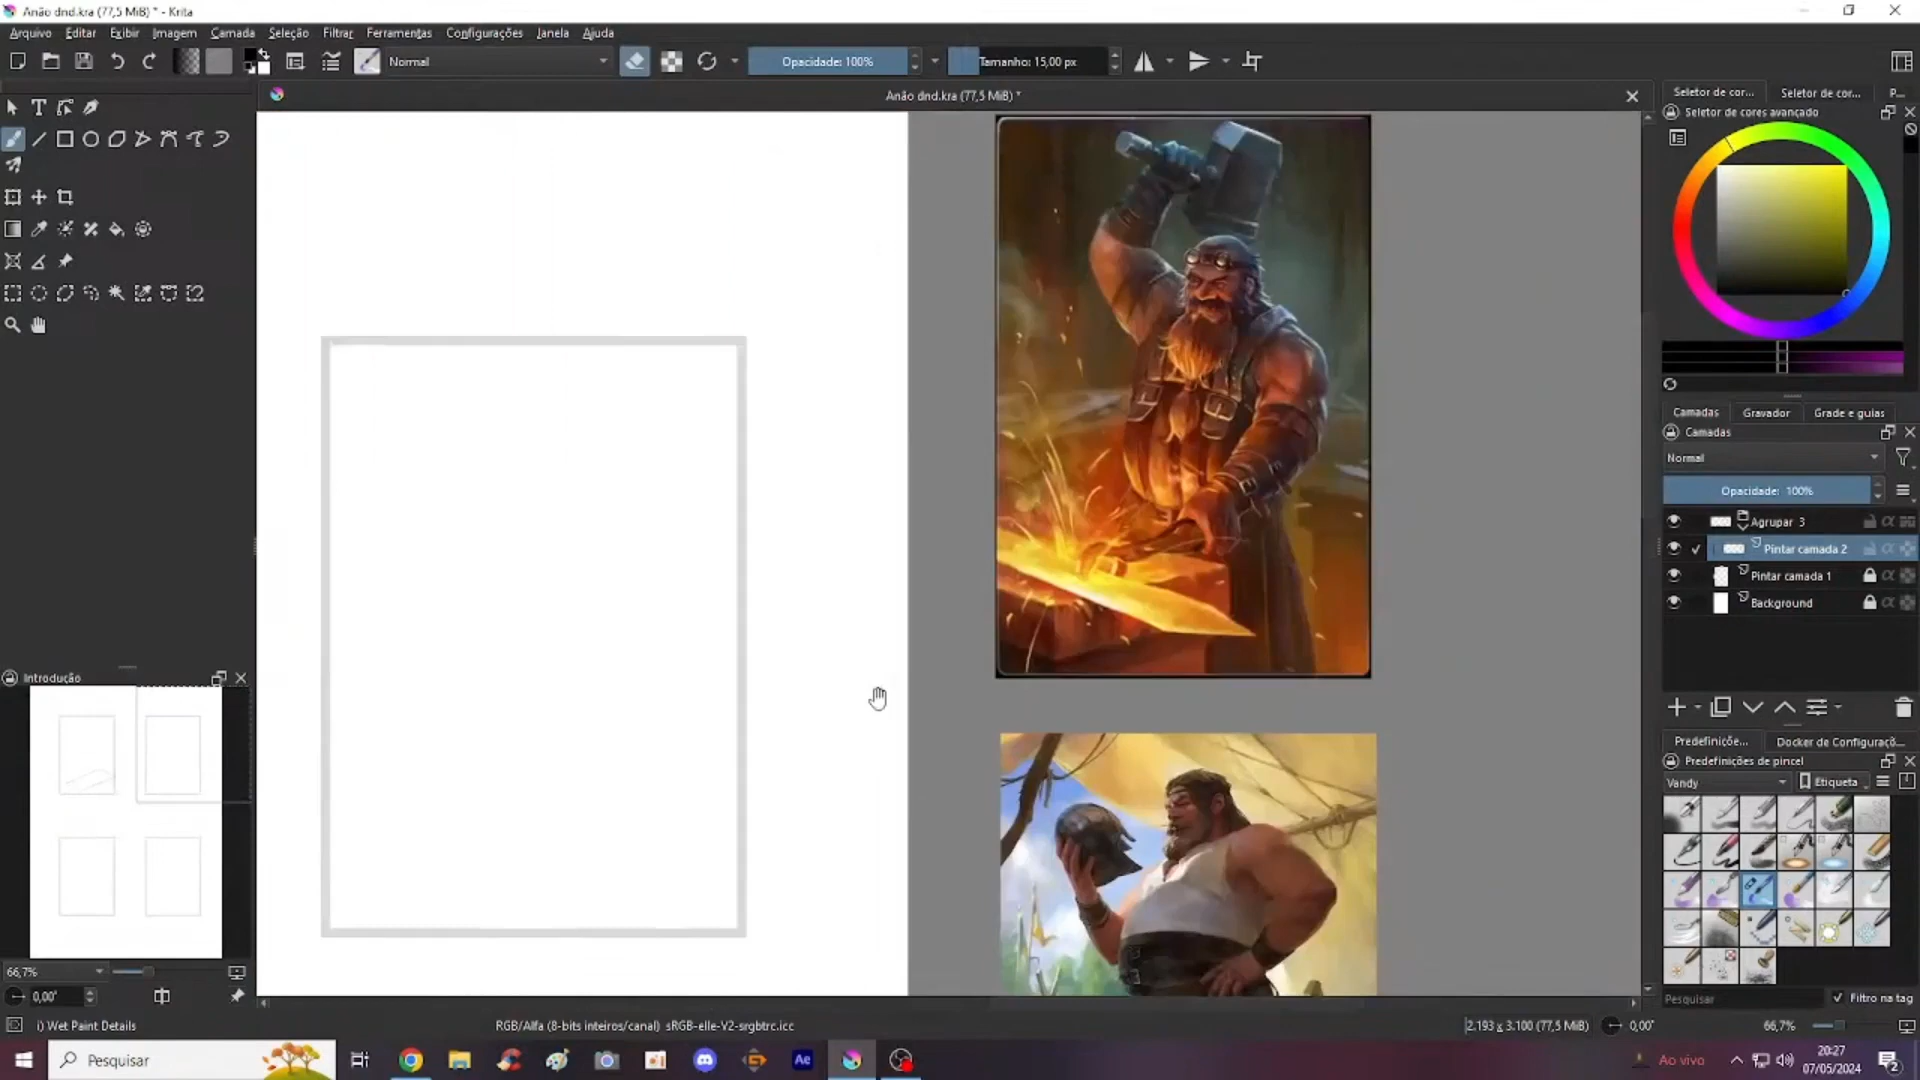 Anão dnd.kra (77,5 MiB) * - Krita
Arquivo Editar Exibir Imagem Camada Seleção Filtrar Ferramentas Configurações Janela Ajuda
Normal
Opacidade: 100%
Tamanho: 15,00 px
Anão dnd.kra (77,5 MiB) *
Seletor de cor...
Seletor de cor...
P...
Seletor de cores avançado
Camadas
Gravador
Grade e guias
Camadas
Normal
Opacidade: 100%
Agrupar 3
Pintar camada 2
Pintar camada 1
Background
Introdução
66,7%
0,00°
Predefiniçõe...
Docker de Configuraçõ...
Predefinições de pincel
Vandy
Etiqueta
Pesquisar
Filtro na tag
i) Wet Paint Details
RGB/Alfa (8-bits inteiros/canal) sRGB-elle-V2-srgbtrc.icc
2.193 x 3.100 (77,5 MiB)
0,00°
66,7%
Pesquisar
Ae
Ao vivo
20:27
07/05/2024
2